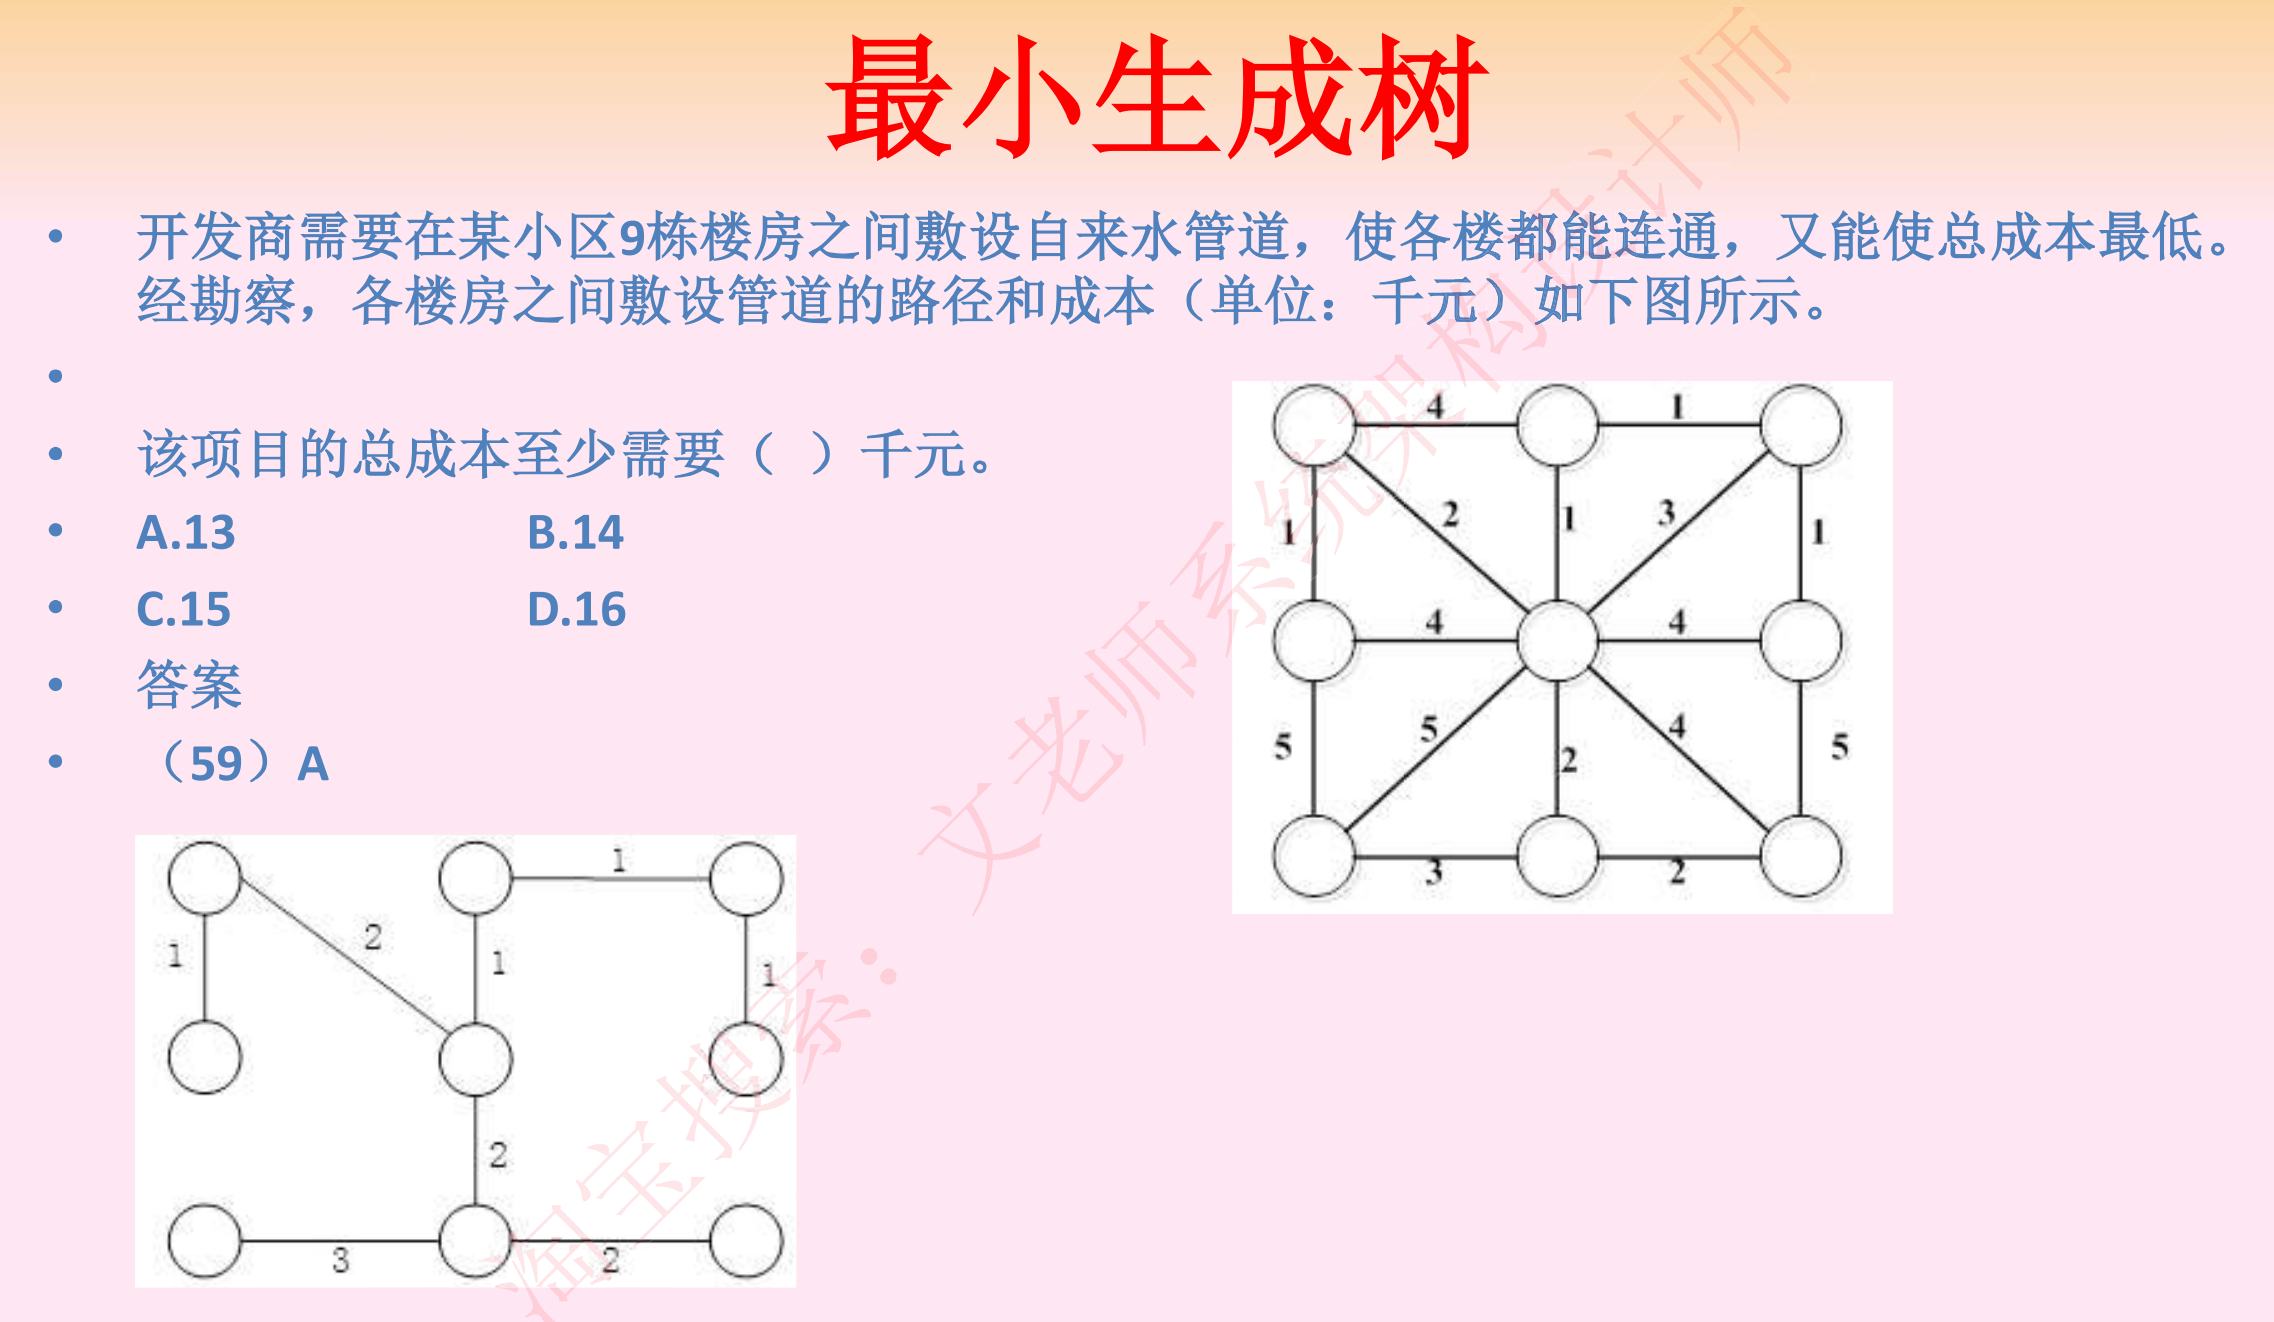 最小生成树
• 开发商需要在某小区9栋楼房之间敷设自来水管道，使各楼都能连通，又能使总成本最低。
经勘察，各楼房之间敷设管道的路径和成本（单位：千元）如下图所示。
•
• 该项目的总成本至少需要（ ）千元。
• A.13 B.14
• C.15 D.16
• 答案
• （59）A
4 1
2 1 3
1 1
4 4
5 4
5 2 5
3 2
1
2
1 1 1
2
3 2
淘宝搜索：文老师系统架构设计师